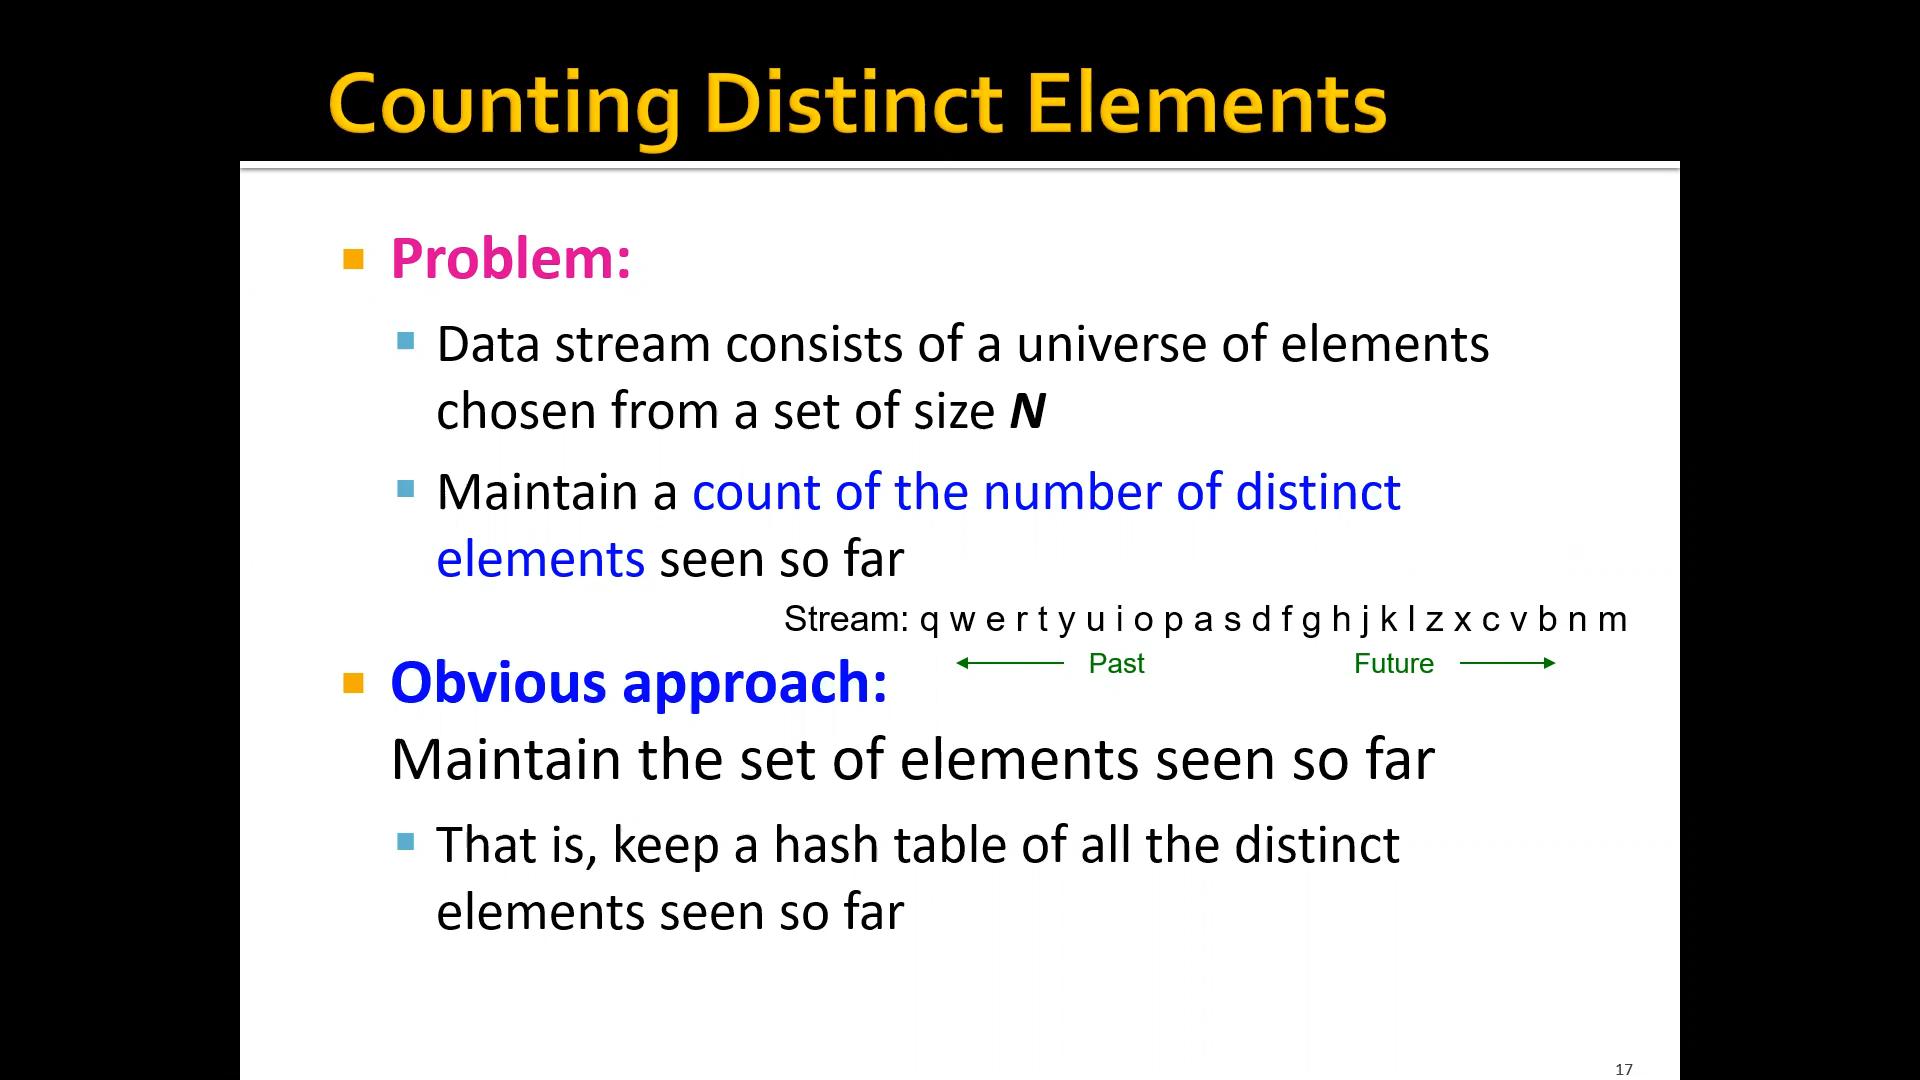 Counting Distinct Elements
Problem:
Data stream consists of a universe of elements
chosen from a set of size N
Maintain a count of the number of distinct
elements seen so far
Stream: q w e r t y u i o p a s d f g h j k l z x c v b n m
Past Future
Obvious approach:
Maintain the set of elements seen so far
That is, keep a hash table of all the distinct
elements seen so far
17